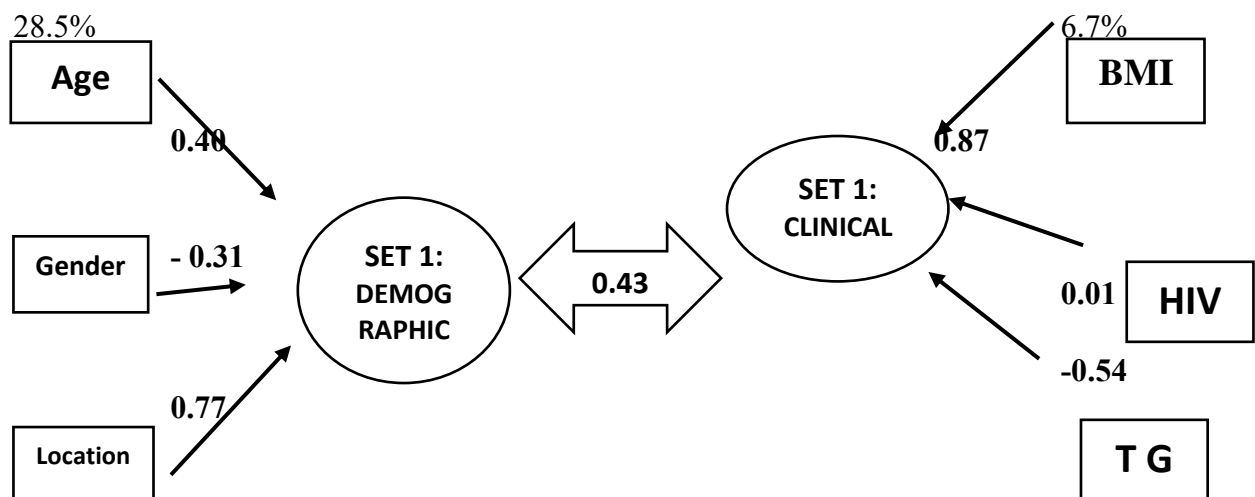 28.5%
Age
0.40
Gender
- 0.31
Location
0.77
SET 1:
DEMOG
RAPHIC
0.43
SET 1:
CLINICAL
6.7%
BMI
0.87
HIV
0.01
-0.54
T G